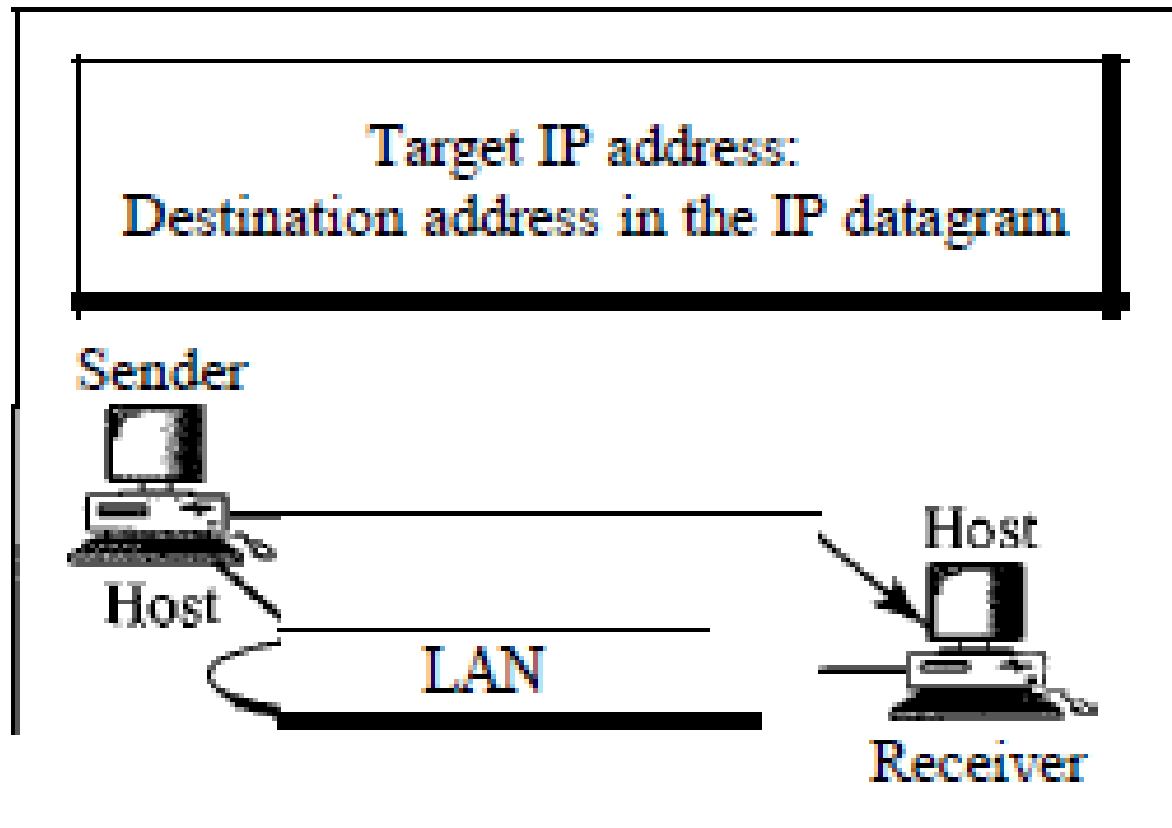 Target IP address:
Destination address in the IP datagram
Sender
Host
Host
LAN
Receiver